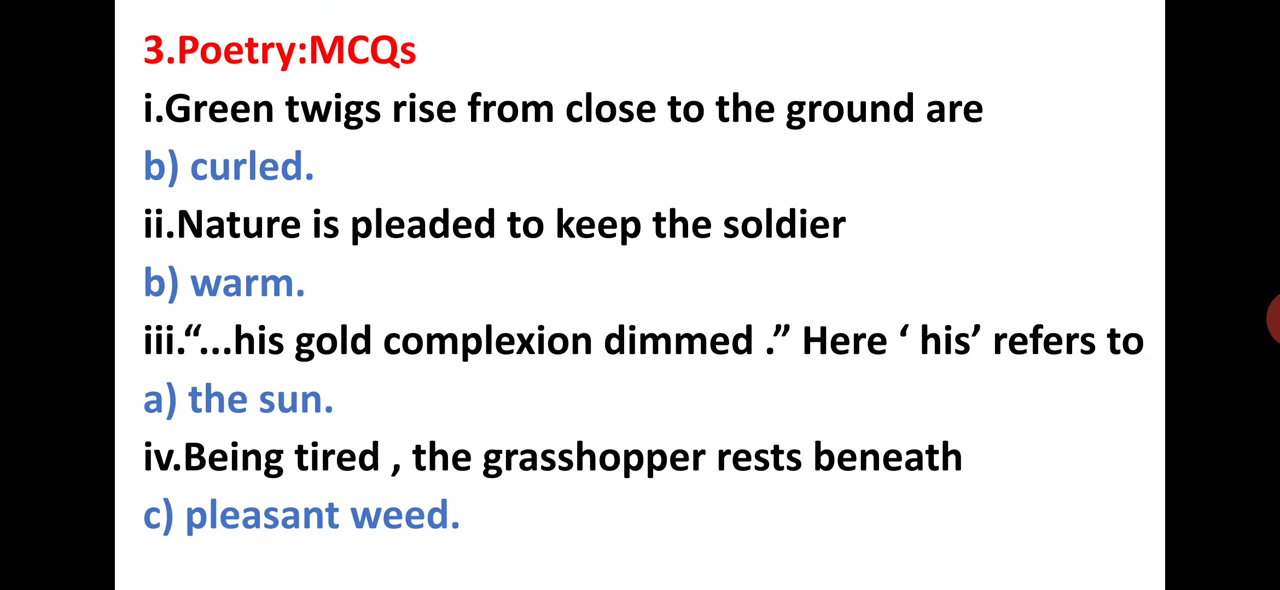 3.Poetry:MCQs
i.Green twigs rise from close to the ground are
b) curled.
ii.Nature is pleaded to keep the soldier
b) warm.
iii.“...his gold complexion dimmed .” Here ‘ his’ refers to
a) the sun.
iv.Being tired , the grasshopper rests beneath
c) pleasant weed.